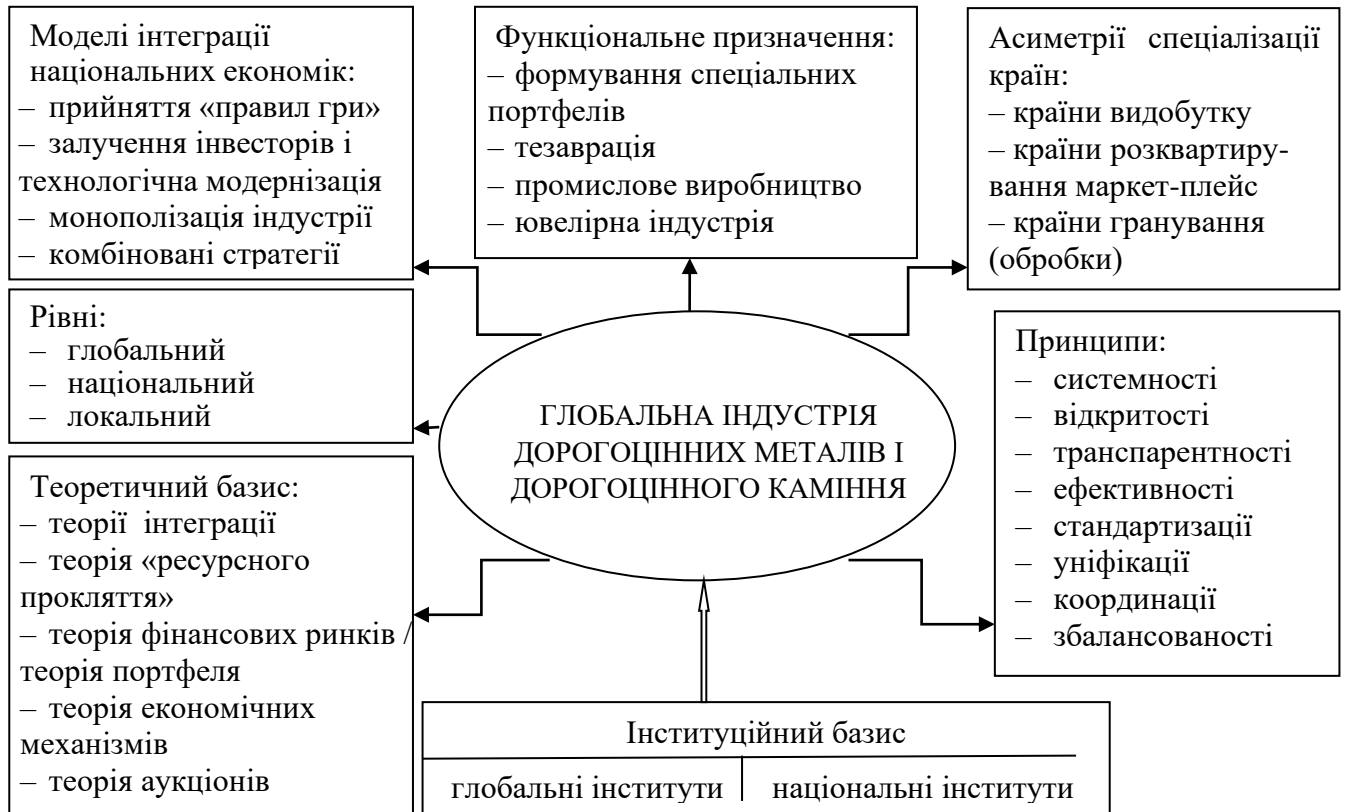 Моделі інтеграції
національних економік:
– прийняття «правил гри»
– залучення інвесторів і
технологічна модернізація
– монополізація індустрії
– комбіновані стратегії
Функціональне призначення:
– формування спеціальних
портфелів
– тезаврація
– промислове виробництво
– ювелірна індустрія
Асиметрії спеціалізації
країн:
– країни видобутку
– країни розквартиру-
вання маркет-плейс
– країни гранування
(обробки)
Рівні:
– глобальний
– національний
– локальний
ГЛОБАЛЬНА ІНДУСТРІЯ
ДОРОГОЦІННИХ МЕТАЛІВ І
ДОРОГОЦІННОГО КАМІННЯ
Принципи:
– системності
– відкритості
– транспарентності
– ефективності
– стандартизації
– уніфікації
– координації
– збалансованості
Теоретичний базис:
– теорії інтеграції
– теорія «ресурсного
прокляття»
– теорія фінансових ринків /
теорія портфеля
– теорія економічних
механізмів
– теорія аукціонів
Інституційний базис
глобальні інститути
національні інститути